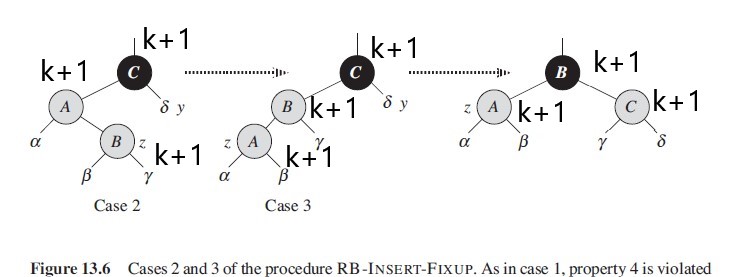 k+1 k+1 k+1
k+1 C C B
A δ y B k+1 δ y z A k+1 C k+1
α B z k+1 z A k+1 γ α β γ δ
β γ α β
Case 2 Case 3
Figure 13.6 Cases 2 and 3 of the procedure RB-INSERT-FIXUP. As in case 1, property 4 is violated